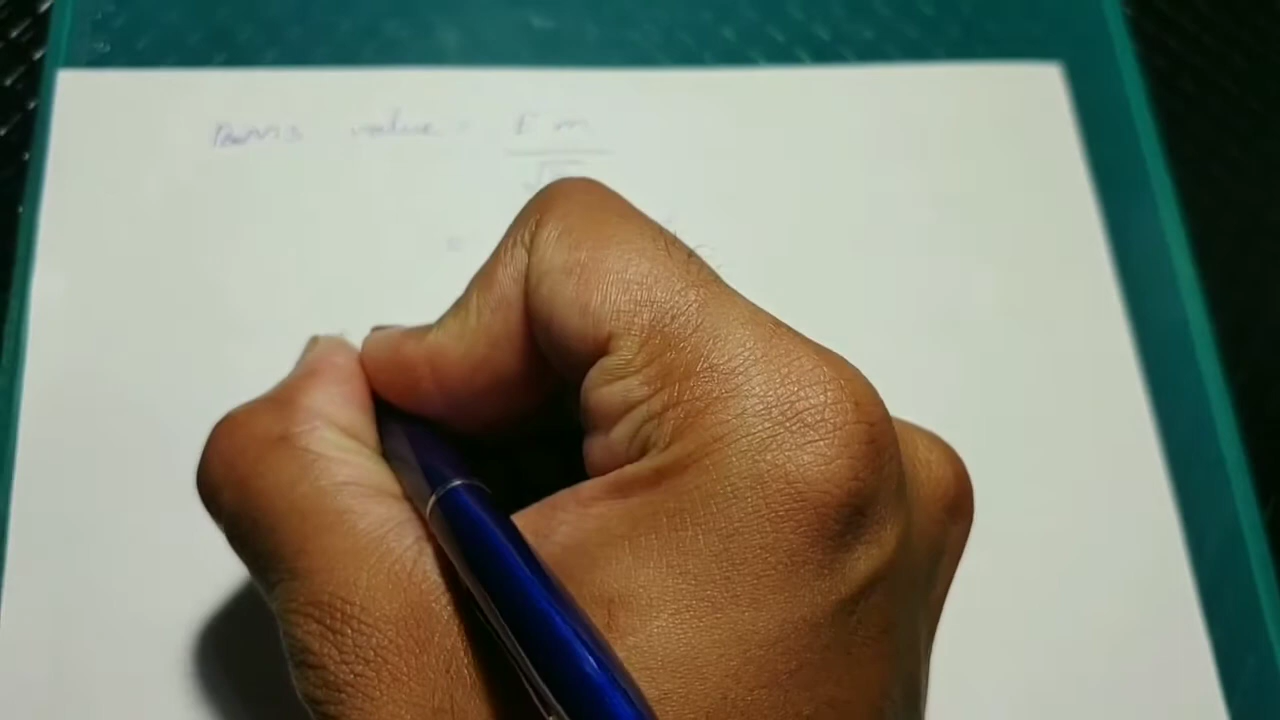 RMS value = Em
√
=